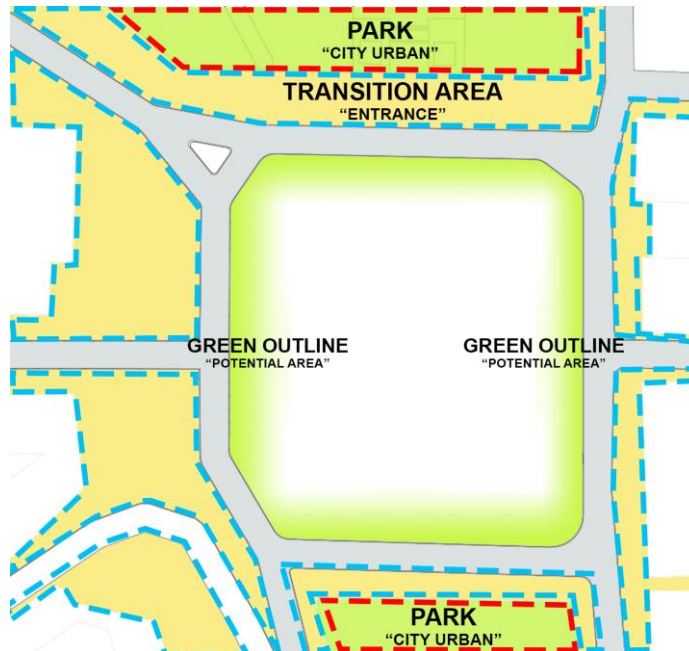 PARK
“CITY URBAN”
TRANSITION AREA
“ENTRANCE”
GREEN OUTLINE
“POTENTIAL AREA”
GREEN OUTLINE
“POTENTIAL AREA”
PARK
“CITY URBAN”